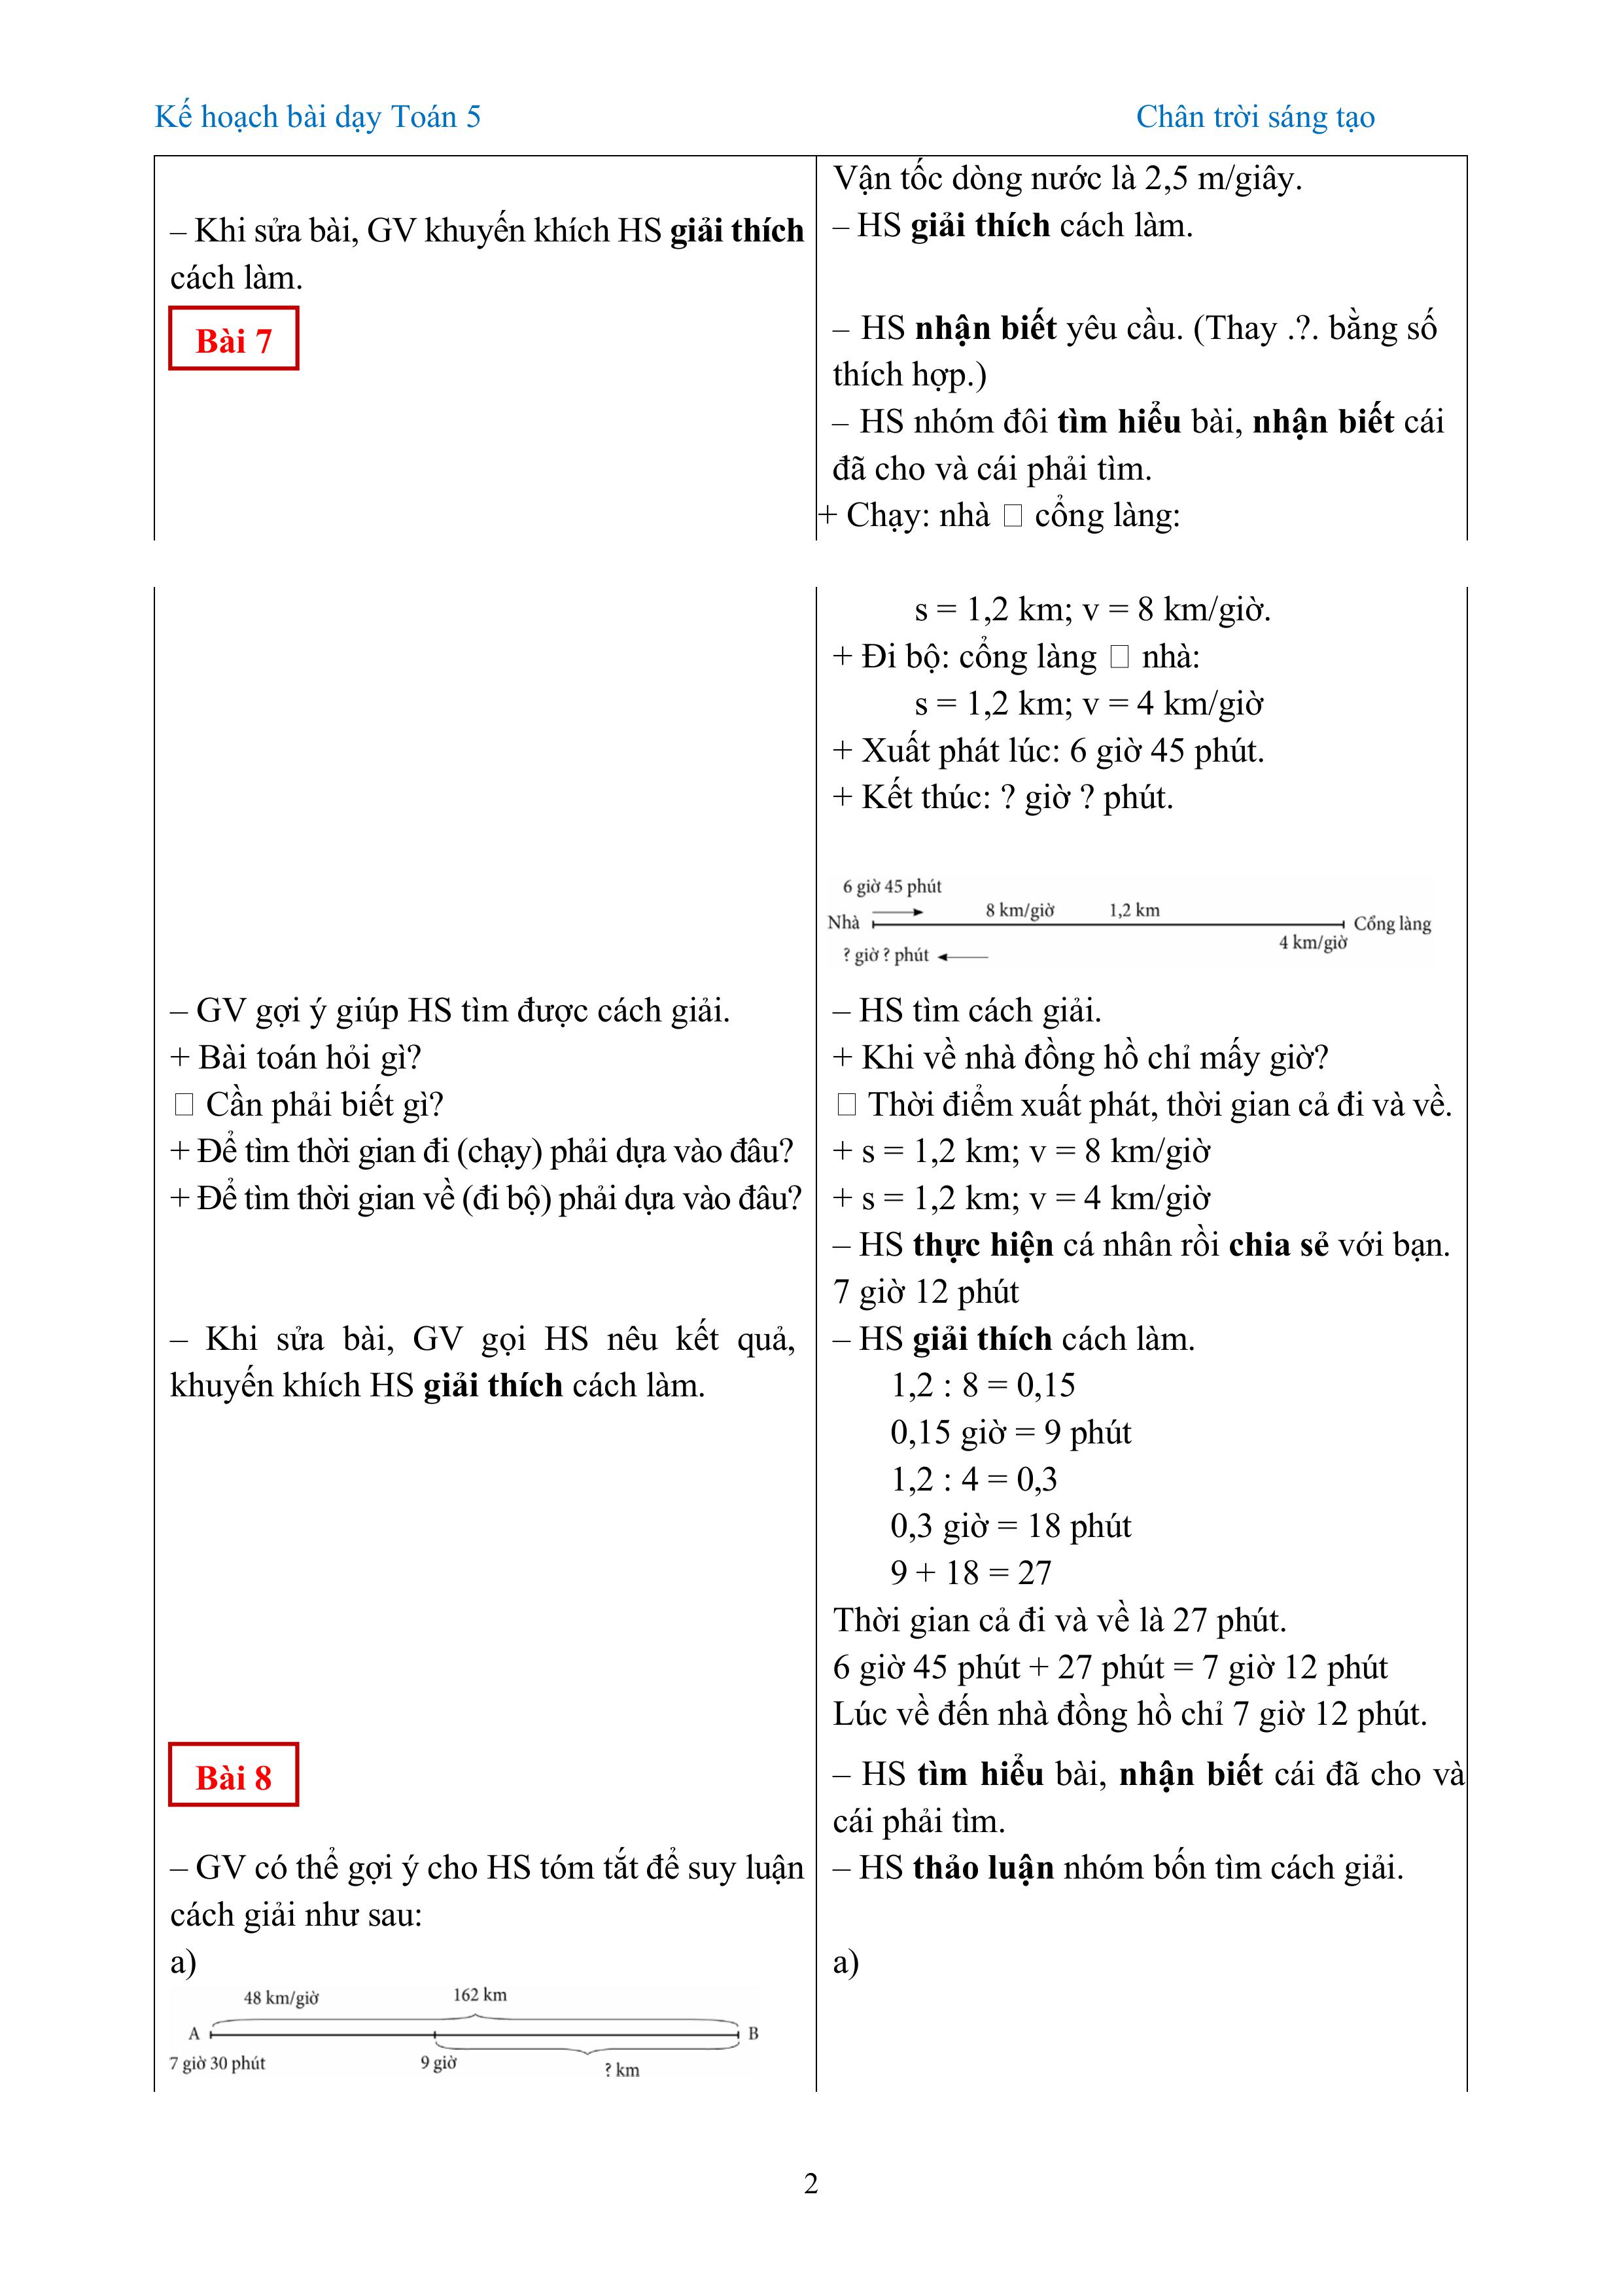 Kế hoạch bài dạy Toán 5
Chân trời sáng tạo
– Khi sửa bài, GV khuyến khích HS giải thích
cách làm.
Bài 7
Vận tốc dòng nước là 2,5 m/giây.
– HS giải thích cách làm.
– HS nhận biết yêu cầu. (Thay .?. bằng số
thích hợp.)
– HS nhóm đôi tìm hiểu bài, nhận biết cái
đã cho và cái phải tìm.
+ Chạy: nhà □ cổng làng:
s = 1,2 km; v = 8 km/giờ.
+ Đi bộ: cổng làng □ nhà:
s = 1,2 km; v = 4 km/giờ
+ Xuất phát lúc: 6 giờ 45 phút.
+ Kết thúc: ? giờ ? phút.
6 giờ 45 phút
8 km/giờ
1,2 km
Nhà
Cổng làng
4 km/giờ
? giờ ? phút
– GV gợi ý giúp HS tìm được cách giải.
+ Bài toán hỏi gì?
□ Cần phải biết gì?
+ Để tìm thời gian đi (chạy) phải dựa vào đâu?
+ Để tìm thời gian về (đi bộ) phải dựa vào đâu?
– Khi sửa bài, GV gọi HS nêu kết quả,
khuyến khích HS giải thích cách làm.
– HS tìm cách giải.
+ Khi về nhà đồng hồ chỉ mấy giờ?
□ Thời điểm xuất phát, thời gian cả đi và về.
+ s = 1,2 km; v = 8 km/giờ
+ s = 1,2 km; v = 4 km/giờ
– HS thực hiện cá nhân rồi chia sẻ với bạn.
7 giờ 12 phút
– HS giải thích cách làm.
1,2 : 8 = 0,15
0,15 giờ = 9 phút
1,2 : 4 = 0,3
0,3 giờ = 18 phút
9 + 18 = 27
Thời gian cả đi và về là 27 phút.
6 giờ 45 phút + 27 phút = 7 giờ 12 phút
Lúc về đến nhà đồng hồ chỉ 7 giờ 12 phút.
Bài 8
– GV có thể gợi ý cho HS tóm tắt để suy luận
cách giải như sau:
a)
48 km/giờ
162 km
A
B
7 giờ 30 phút
9 giờ
? km
– HS tìm hiểu bài, nhận biết cái đã cho và
cái phải tìm.
– HS thảo luận nhóm bốn tìm cách giải.
a)
2